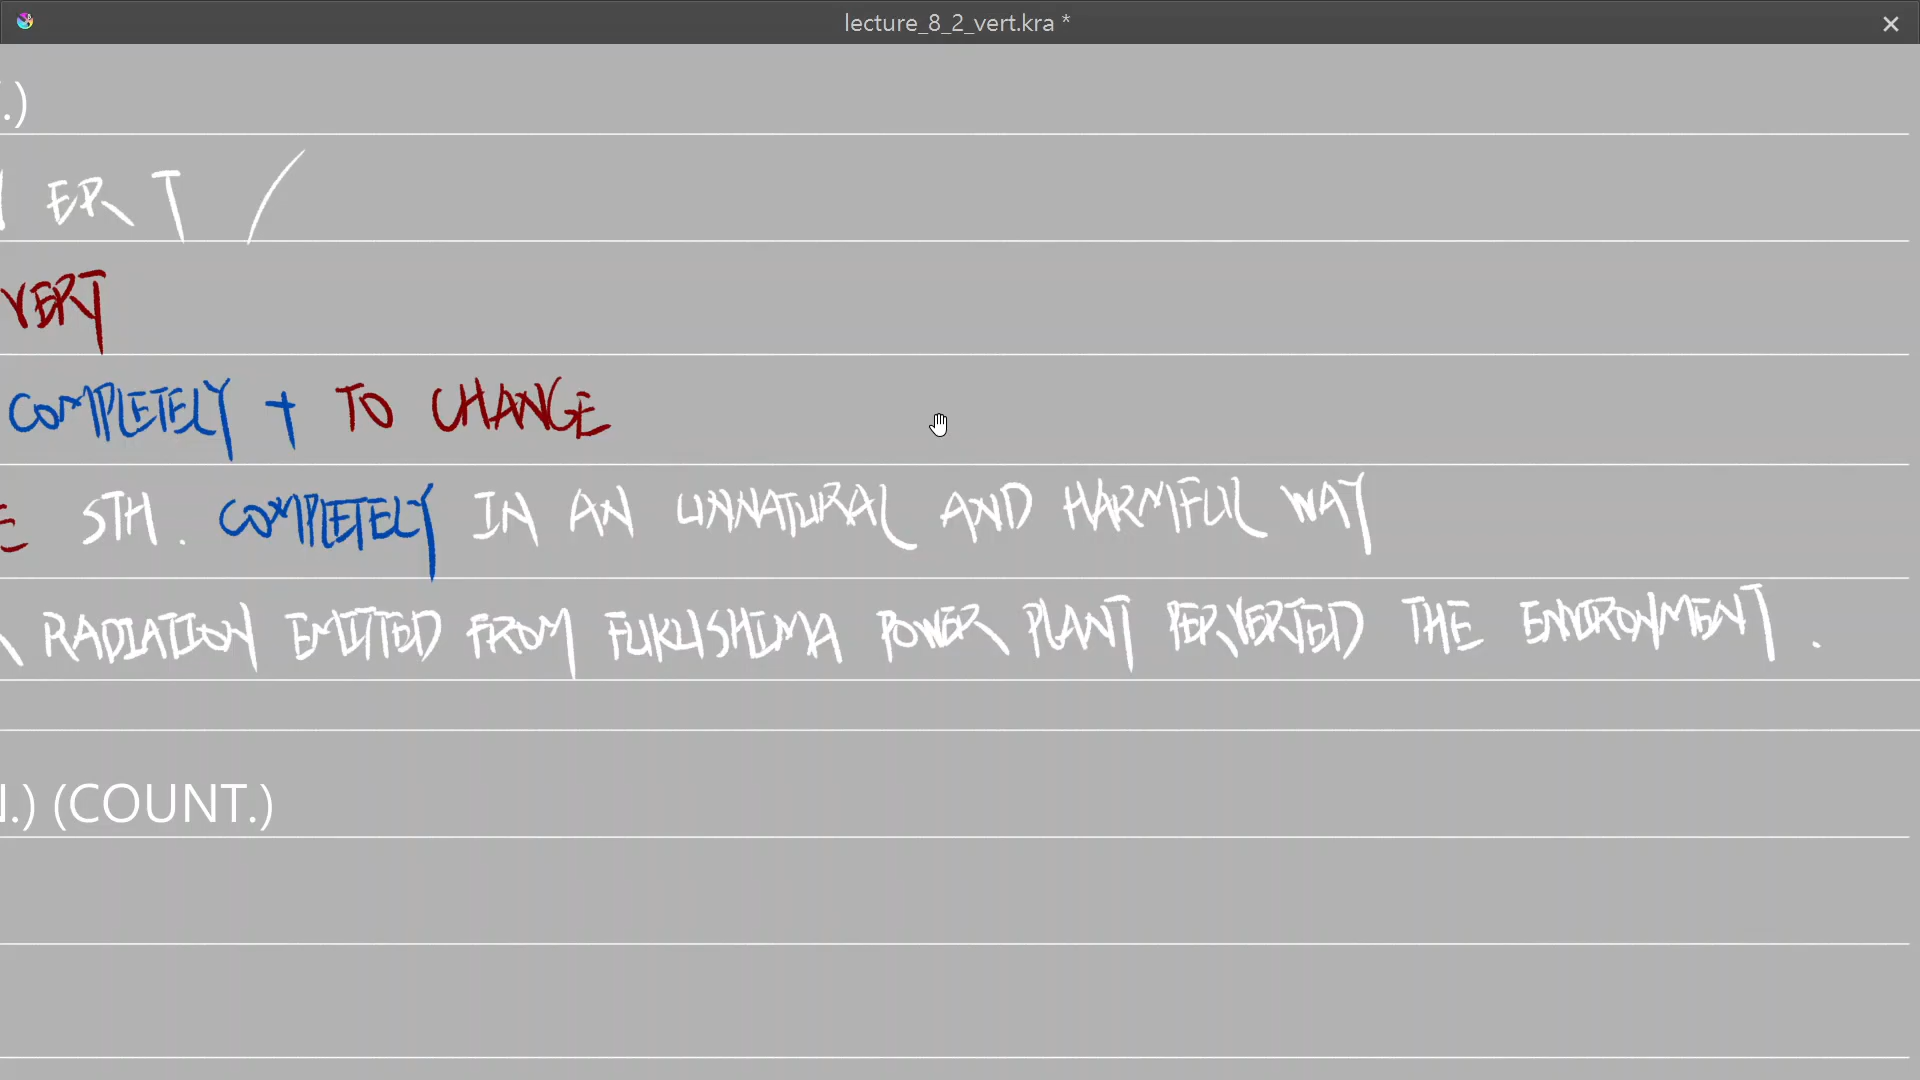 lecture_8_2_vert.kra *
.)
ERT /
VERT
COMPLETELY + TO CHANGE
STH. COMPLETELY IN AN UNNATURAL AND HARMFUL WAY
RADIATION EMITTED FROM FUKUSHIMA POWER PLANT PERVERTED THE ENVIRONMENT.
.) (COUNT.)